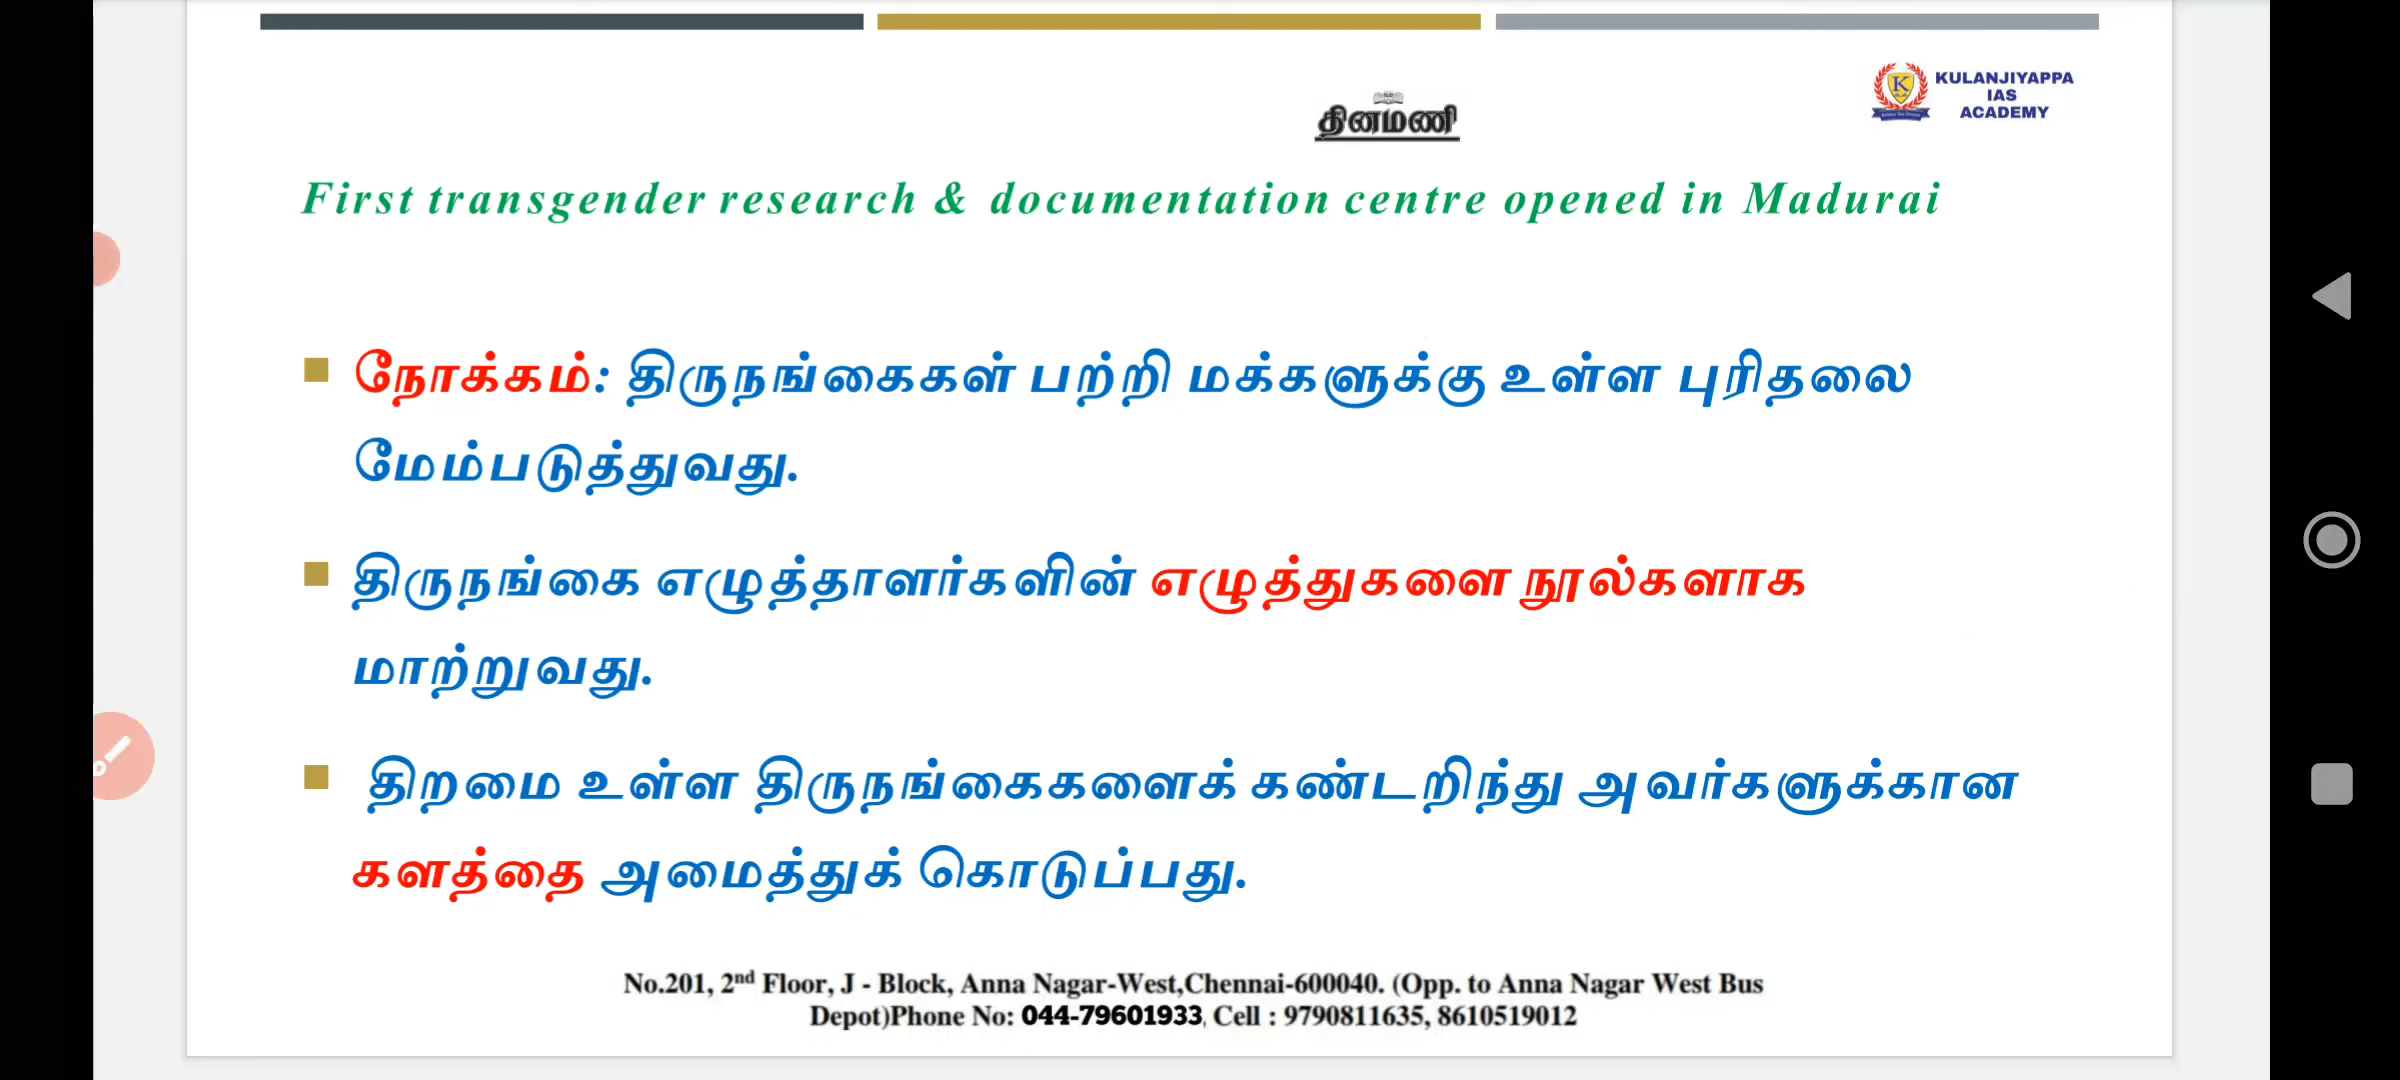 தினமணி
KULANJIYAPPA
IAS
ACADEMY
First transgender research & documentation centre opened in Madurai
நோக்கம்: திருநங்கைகள் பற்றி மக்களுக்கு உள்ள புரிதலை
மேம்படுத்துவது.
திருநங்கை எழுத்தாளர்களின் எழுத்துகளை நூல்களாக
மாற்றுவது.
திறமை உள்ள திருநங்கைகளைக் கண்டறிந்து அவர்களுக்கான
களத்தை அமைத்துக் கொடுப்பது.
No.201, 2nd Floor, J - Block, Anna Nagar-West,Chennai-600040. (Opp. to Anna Nagar West Bus
Depot)Phone No: 044-79601933, Cell : 9790811635, 8610519012